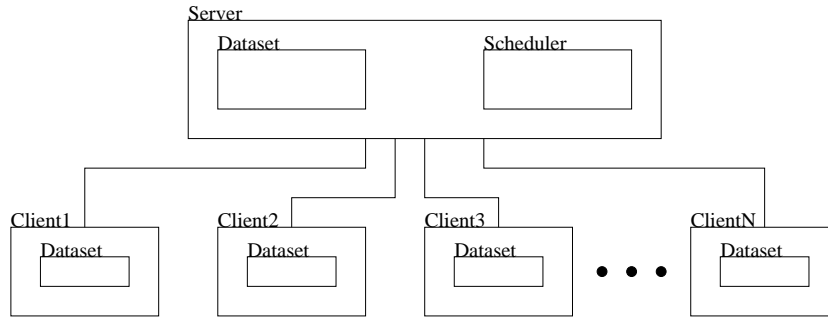 Server
Dataset Scheduler
Client1 Client2 Client3 ClientN
Dataset Dataset Dataset Dataset